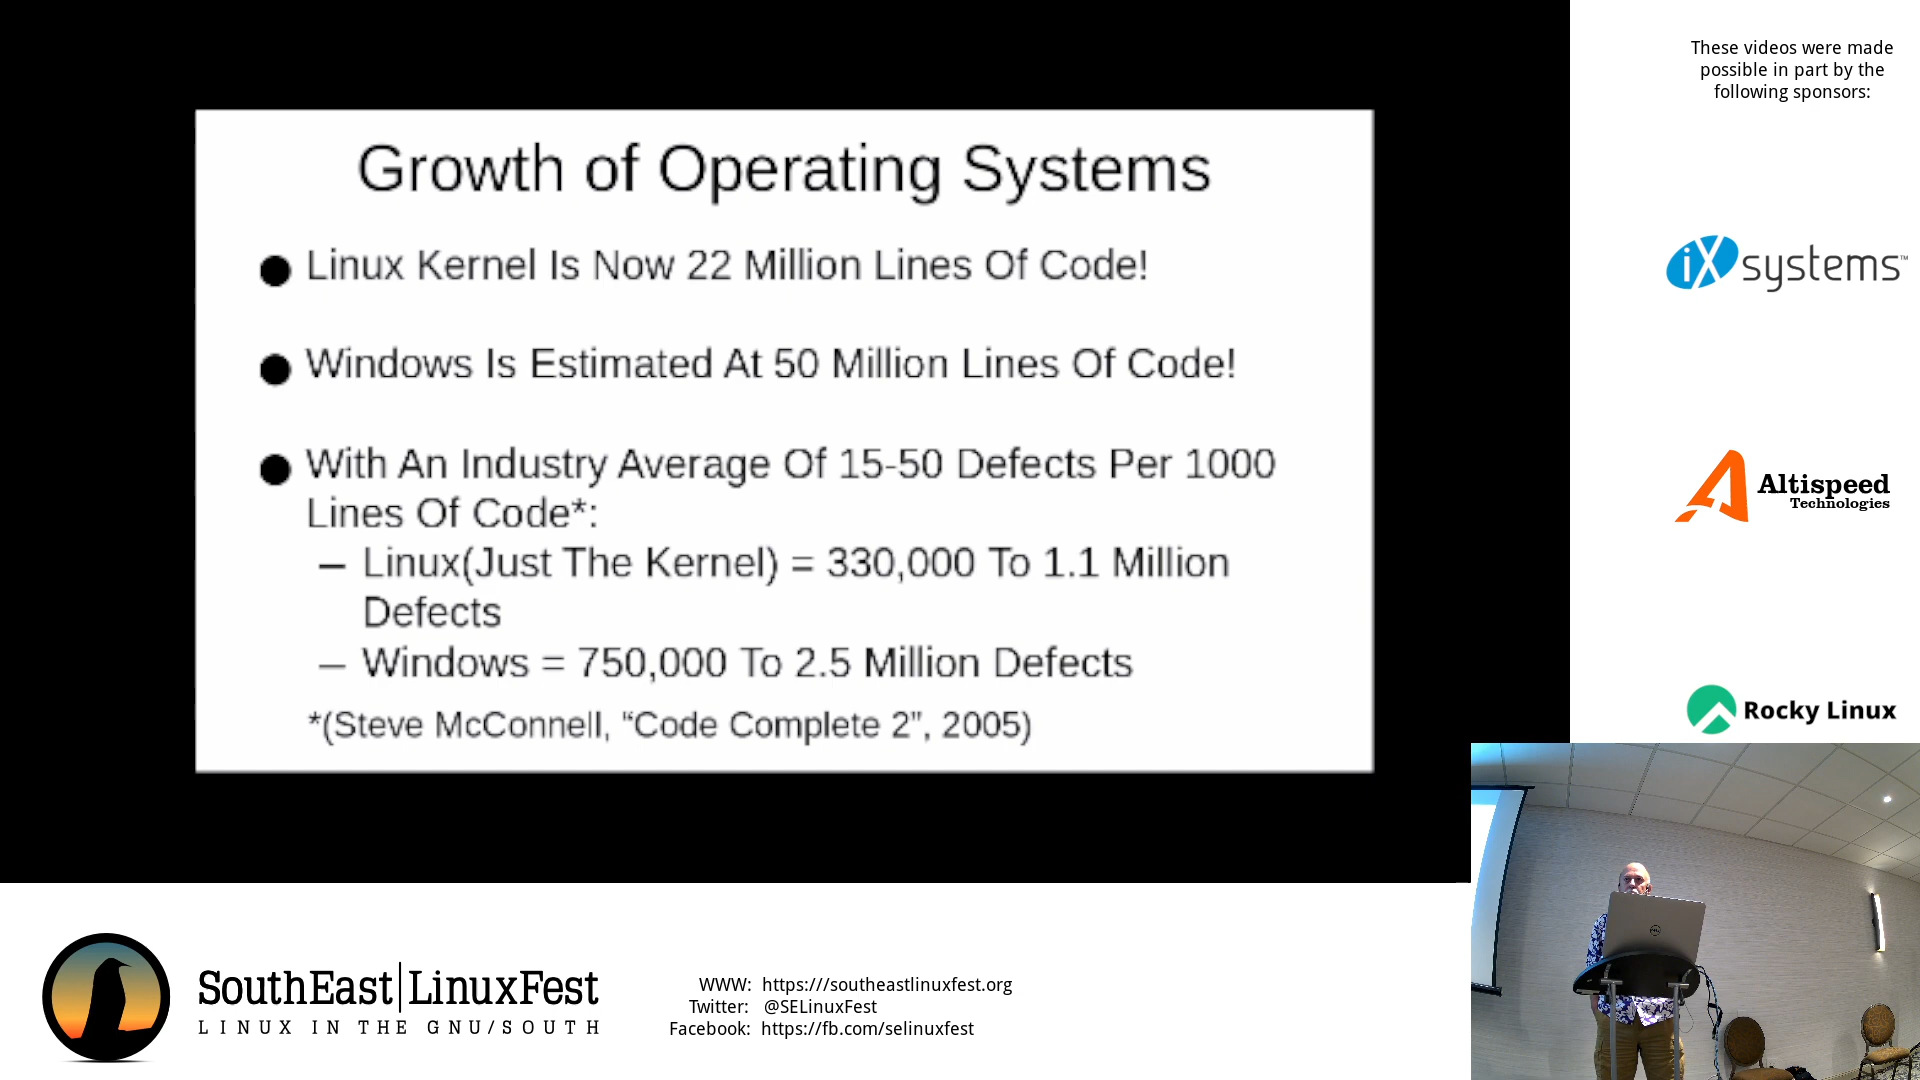 Growth of Operating Systems
Linux Kernel Is Now 22 Million Lines Of Code!
Windows Is Estimated At 50 Million Lines Of Code!
With An Industry Average Of 15-50 Defects Per 1000
Lines Of Code*:
– Linux(Just The Kernel) = 330,000 To 1.1 Million
Defects
– Windows = 750,000 To 2.5 Million Defects
*(Steve McConnell, “Code Complete 2”, 2005)
These videos were made
possible in part by the
following sponsors:
iX systems™
Altispeed
Technologies
Rocky Linux
SouthEast|LinuxFest
LINUX IN THE GNU/SOUTH
WWW: https:///southeastlinuxfest.org
Twitter: @SELinuxFest
Facebook: https://fb.com/selinuxfest
DELL